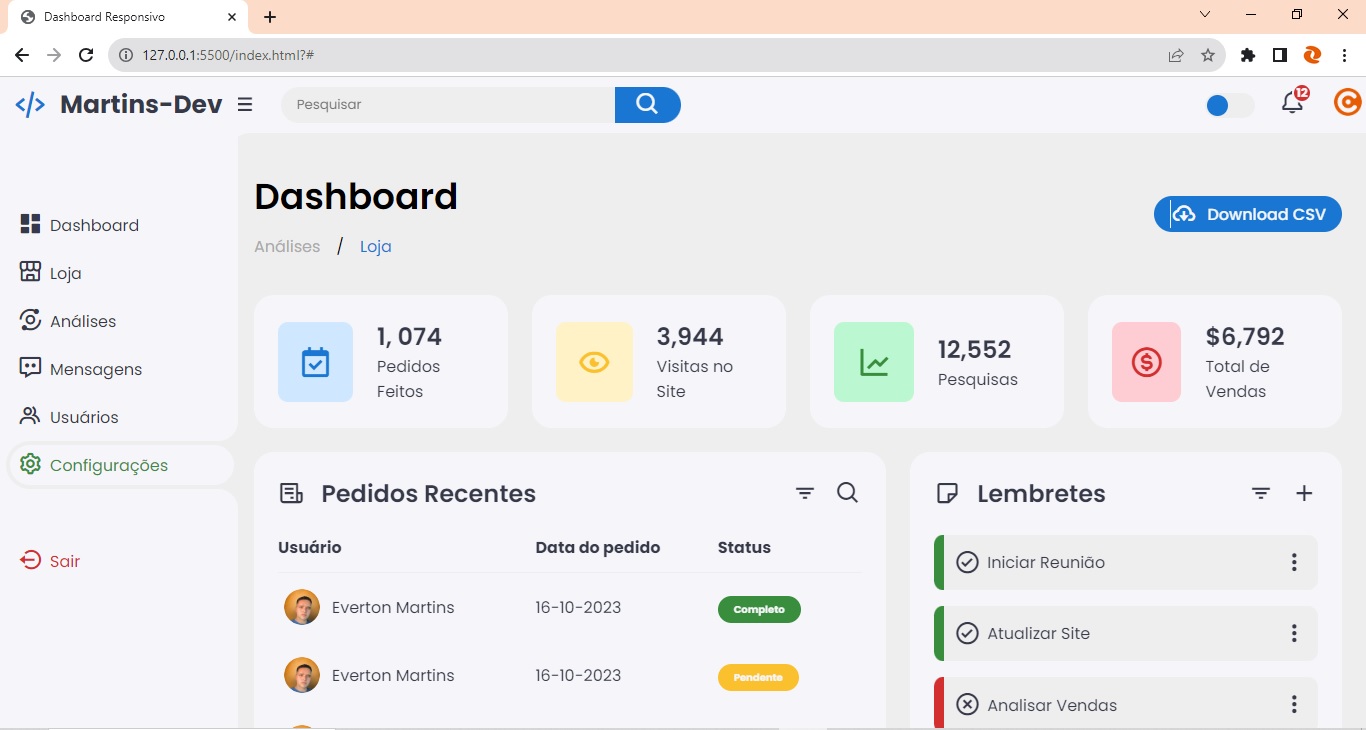 Dashboard Responsivo
127.0.0.1:5500/index.html?#
Martins-Dev
Pesquisar
12
Dashboard
Loja
Análises
Mensagens
Usuários
Configurações
Sair
Dashboard
Análises / Loja
Download CSV
1, 074
Pedidos
Feitos
3,944
Visitas no
Site
12,552
Pesquisas
$6,792
Total de
Vendas
Pedidos Recentes
Usuário Data do pedido Status
Everton Martins 16-10-2023 Completo
Everton Martins 16-10-2023 Pendente
Lembretes
Iniciar Reunião
Atualizar Site
Analisar Vendas